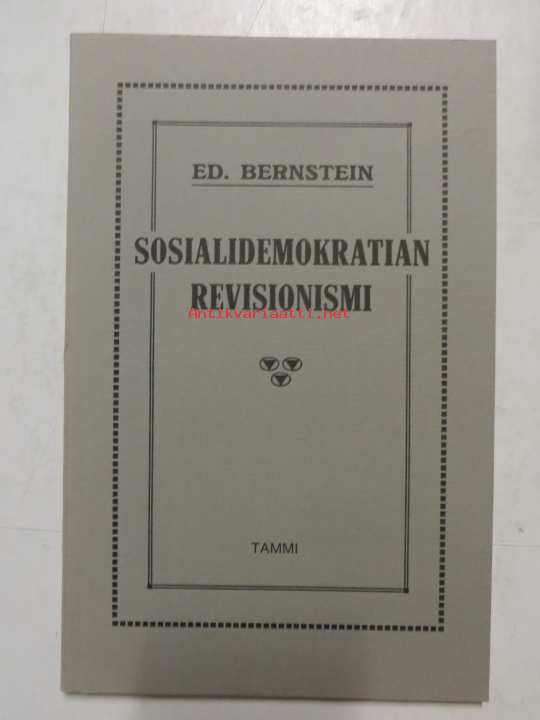 ED. BERNSTEIN
SOSIALIDEMOKRATIAN
REVISIONISMI
Antikvariaatti.net
TAMMI